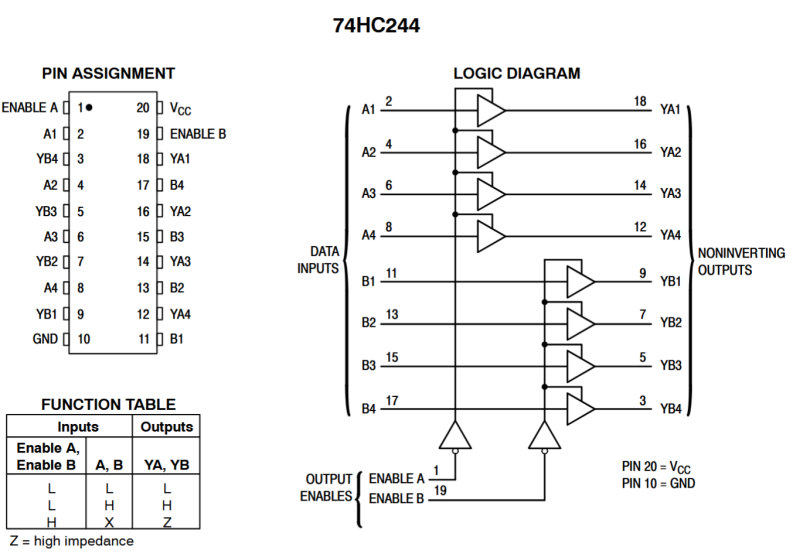 74HC244
PIN ASSIGNMENT
ENABLE A 1 20 VCC
A1 2 19 ENABLE B
YB4 3 18 YA1
A2 4 17 B4
YB3 5 16 YA2
A3 6 15 B3
YB2 7 14 YA3
A4 8 13 B2
YB1 9 12 YA4
GND 10 11 B1
FUNCTION TABLE
Inputs Outputs
Enable A,
Enable B A, B YA, YB
L L L
L H H
H X Z
Z = high impedance
LOGIC DIAGRAM
A1 2 18 YA1
A2 4 16 YA2
A3 6 14 YA3
A4 8 12 YA4
DATA
INPUTS
NONINVERTING
OUTPUTS
B1 11 9 YB1
B2 13 7 YB2
B3 15 5 YB3
B4 17 3 YB4
OUTPUT
ENABLES
ENABLE A 1
ENABLE B 19
PIN 20 = VCC
PIN 10 = GND